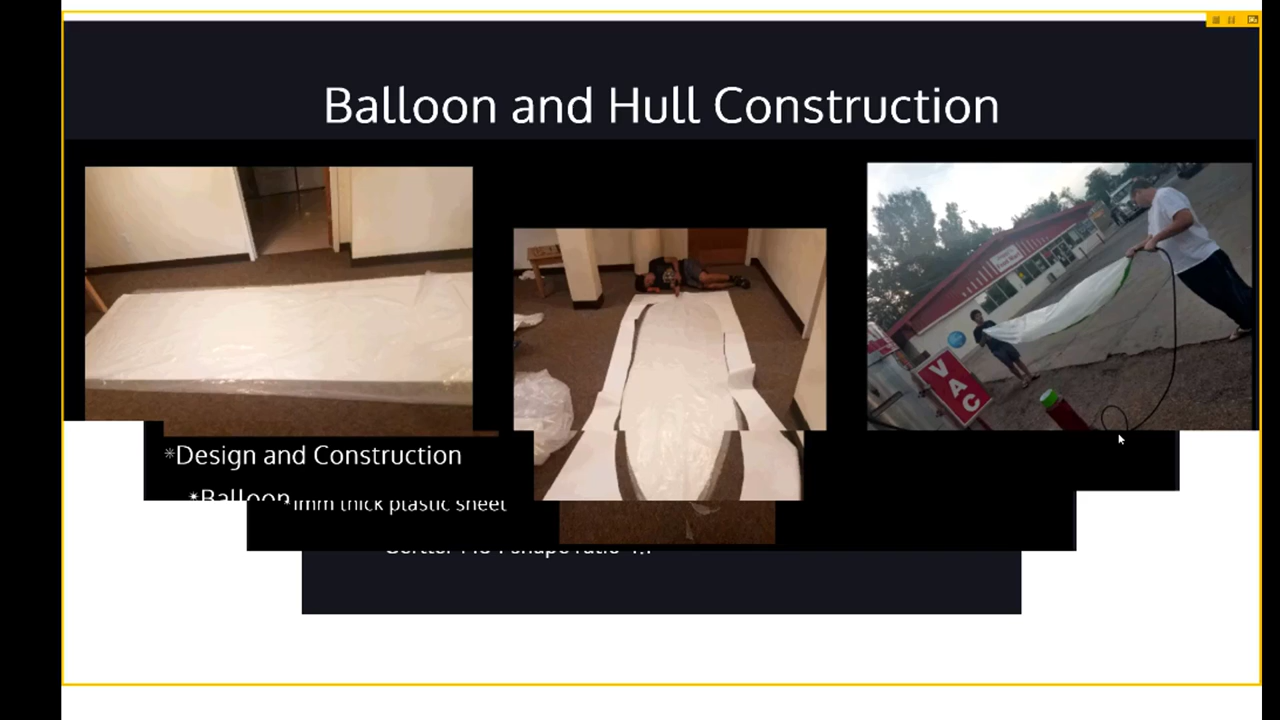 Balloon and Hull Construction
VAC
*Design and Construction
*Balloon
*1mm thick plastic sheet